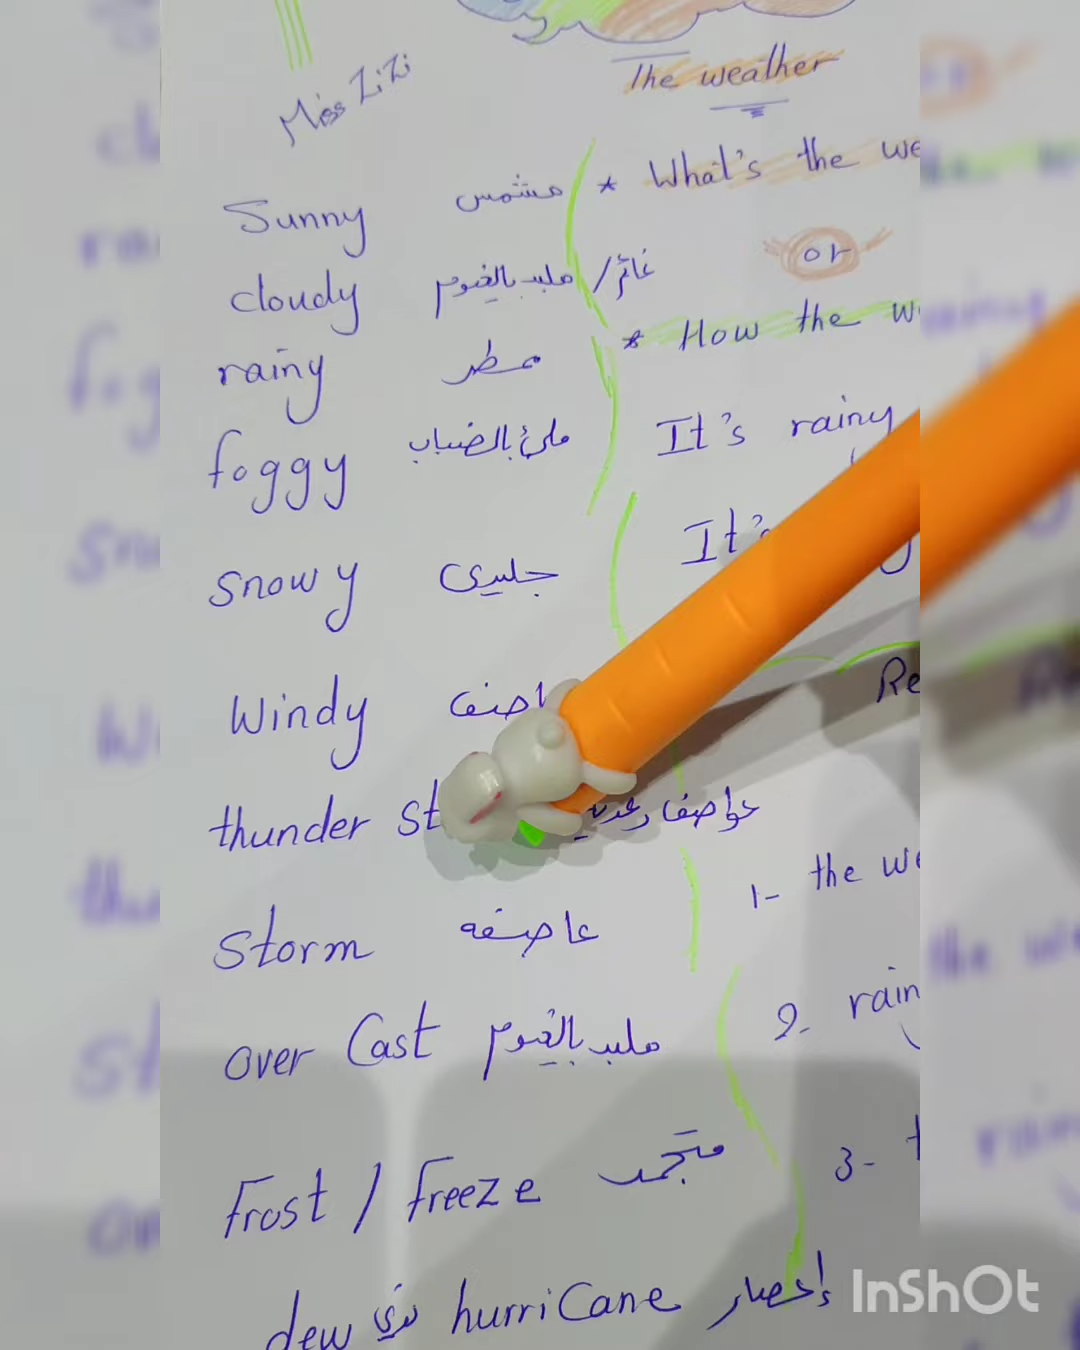 The weather
Miss ZiZi
Sunny مشمس
cloudy ملبد بالغيوم / غائم
rainy ممطر
foggy ملئ بالضباب
snowy جليدى
Windy
thunder
storm عاصفه
over Cast ملبد بالغيوم
Frost / freeze متجمد
dew ندي hurriCane إعصار
* What's the
or
* How the
It's rainy
It's
1- the
2- rain
3-
InShOt